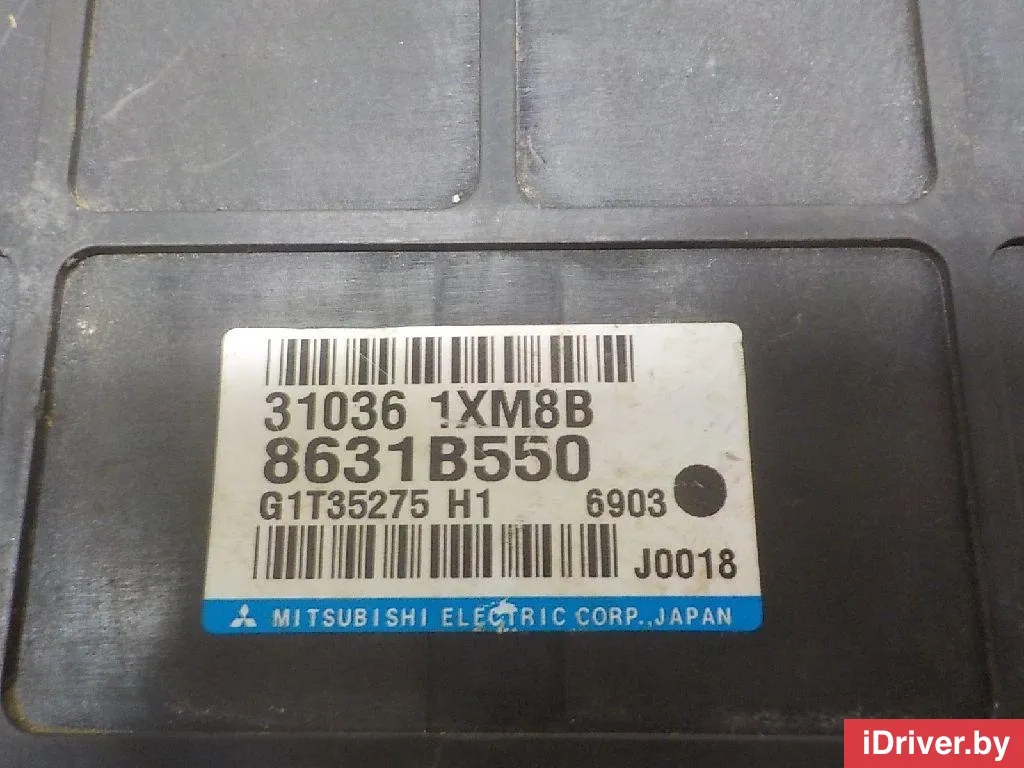 31036 1XM8B
8631B550
G1T35275 H1 6903
J0018
MITSUBISHI ELECTRIC CORP.,JAPAN
iDriver.by